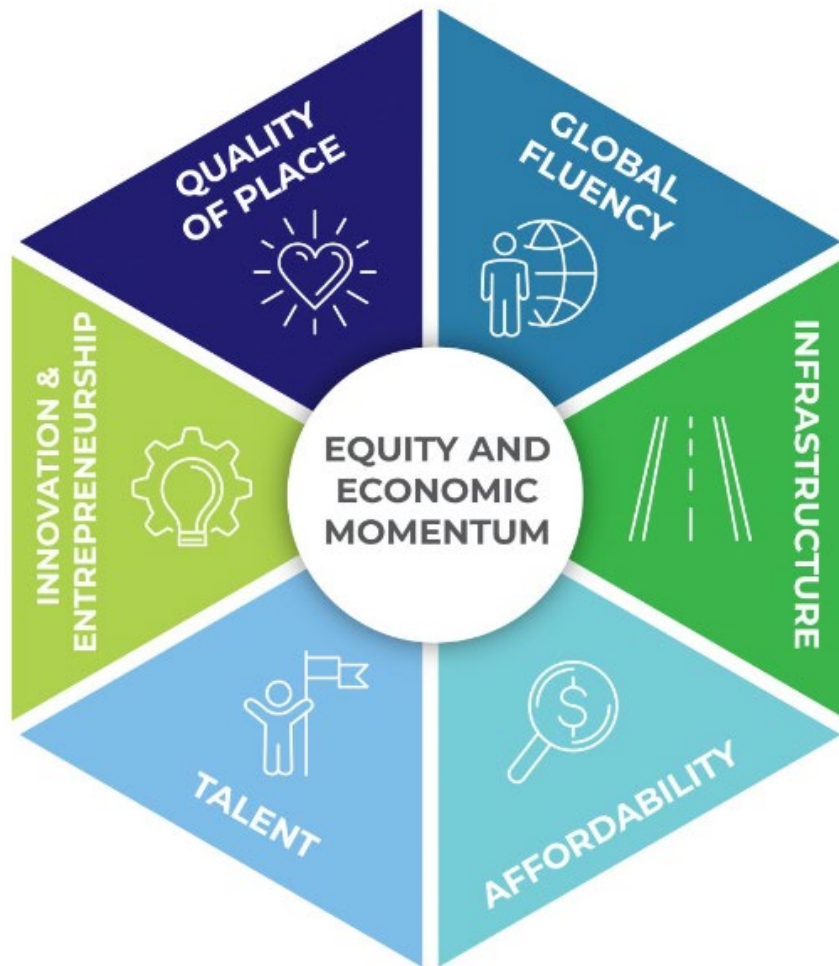 QUALITY
OF PLACE
GLOBAL
FLUENCY
INFRASTRUCTURE
AFFORDABILITY
TALENT
INNOVATION &
ENTREPRENEURSHIP
EQUITY AND
ECONOMIC
MOMENTUM
$